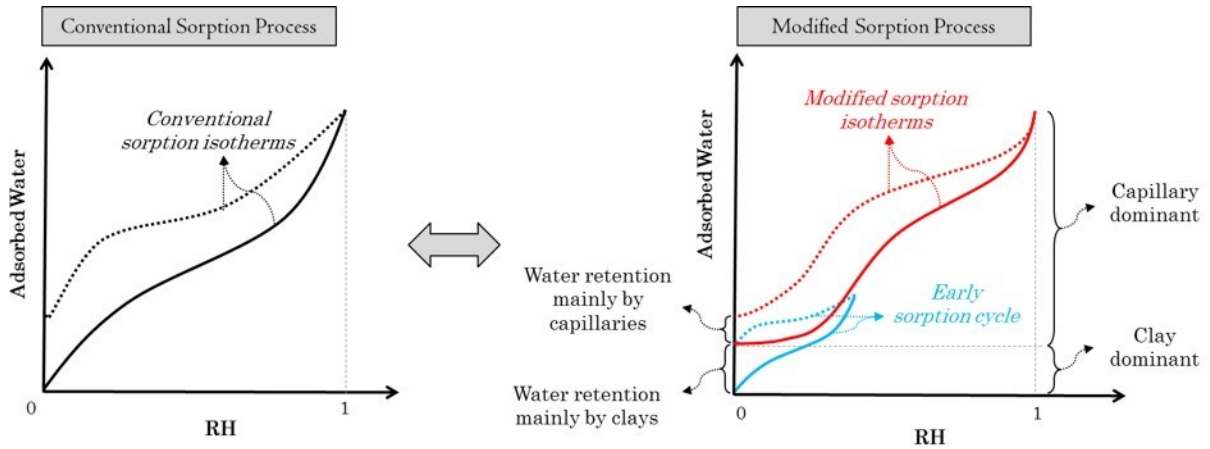 Conventional Sorption Process
Conventional
sorption isotherms
Adsorbed Water
0
1
RH
Modified Sorption Process
Modified sorption
isotherms
Adsorbed Water
Capillary
dominant
Water retention
mainly by
capillaries
Early
sorption cycle
Clay
dominant
Water retention
mainly by clays
0
1
RH